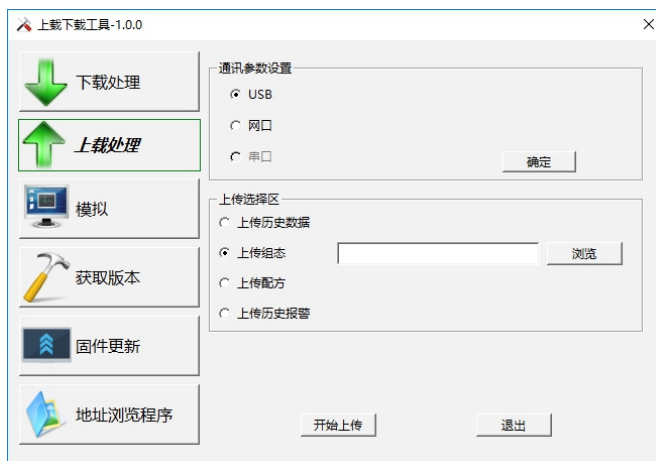 上载下载工具-1.0.0
下载处理
上载处理
模拟
获取版本
固件更新
地址浏览程序
通讯参数设置
USB
网口
串口
确定
上传选择区
上传历史数据
上传组态
浏览
上传配方
上传历史报警
开始上传
退出